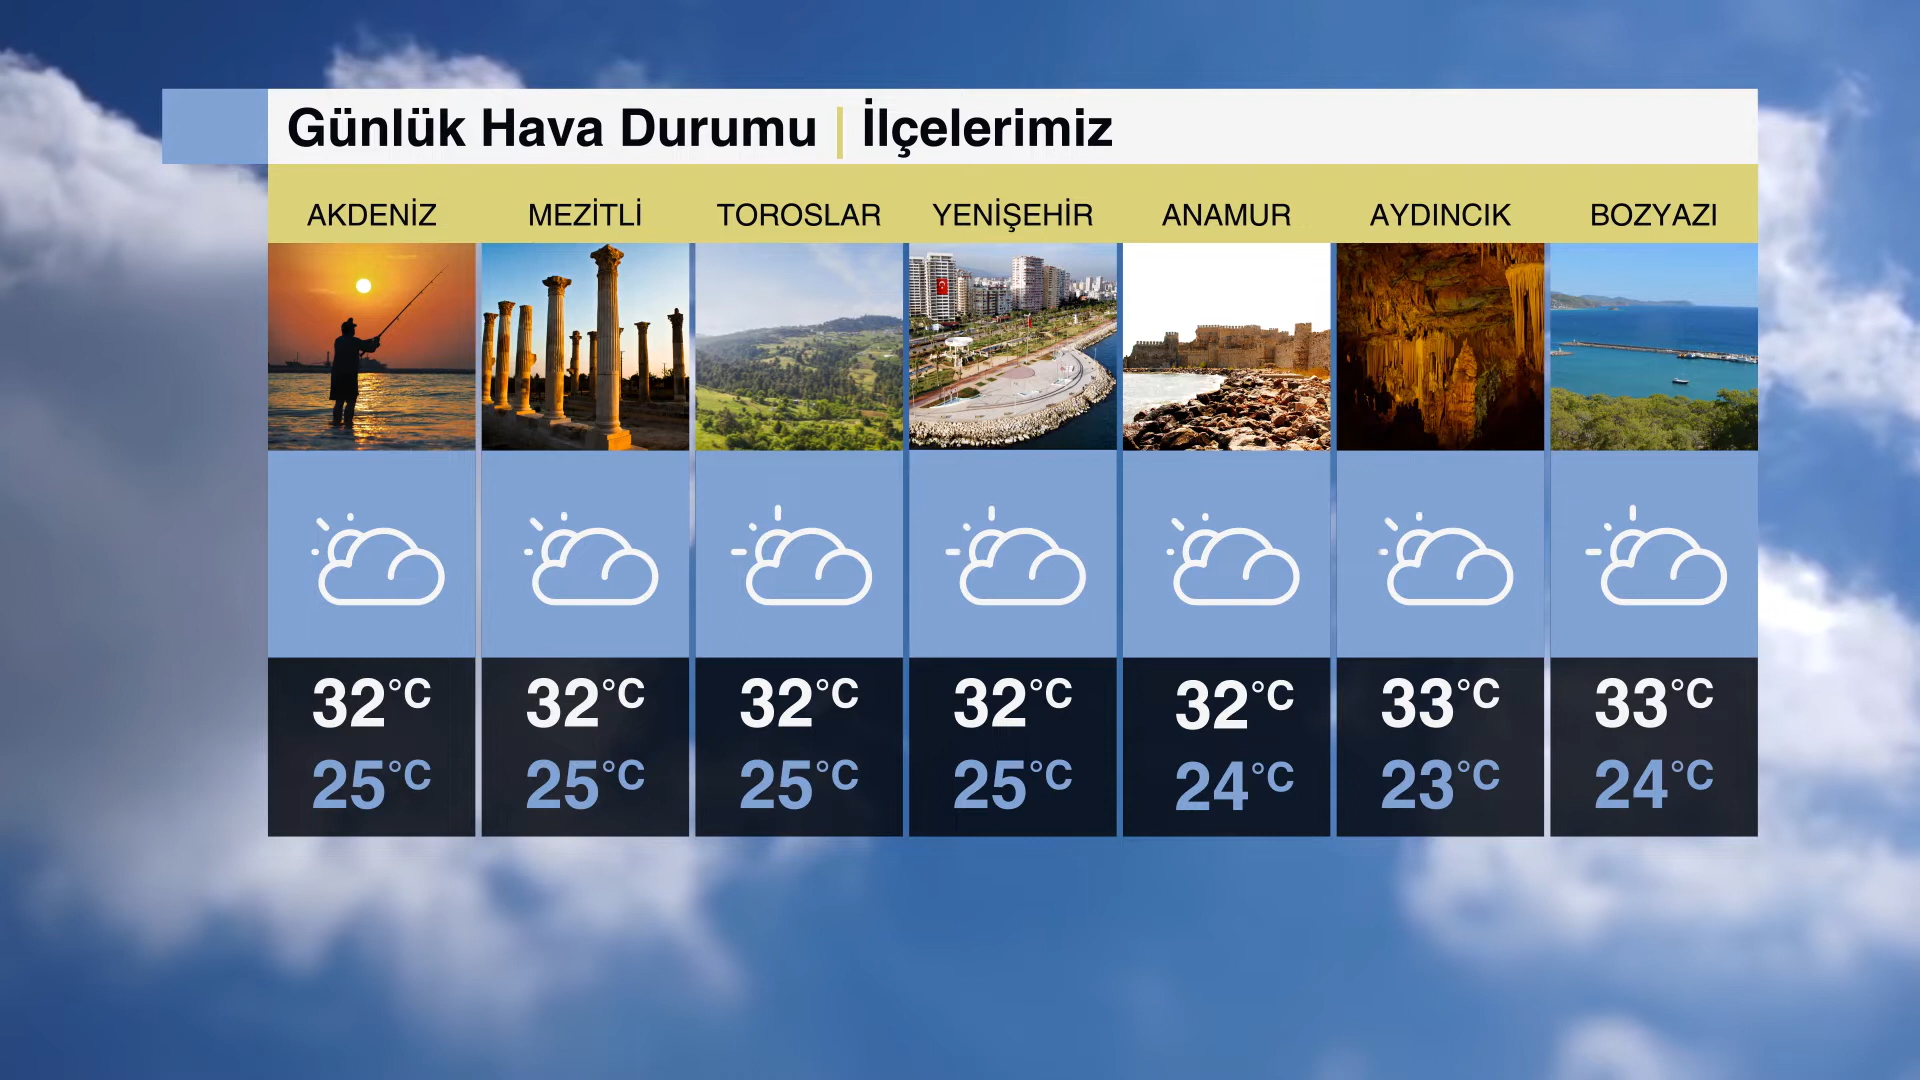 Günlük Hava Durumu | İlçelerimiz
AKDENİZ MEZİTLİ TOROSLAR YENİŞEHİR ANAMUR AYDINCIK BOZYAZI
32°C 32°C 32°C 32°C 32°C 33°C 33°C
25°C 25°C 25°C 25°C 24°C 23°C 24°C